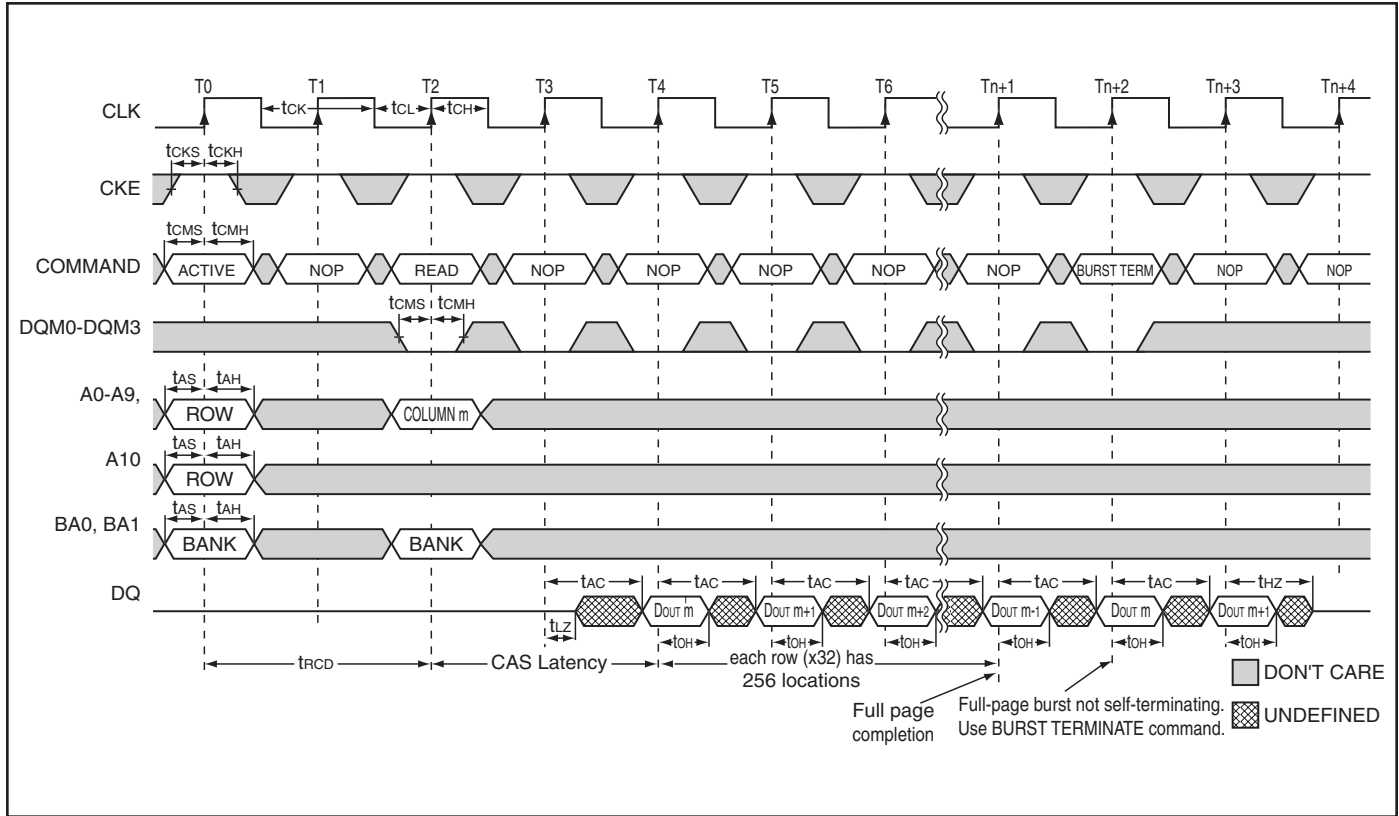 T0 T1 T2 T3 T4 T5 T6 Tn+1 Tn+2 Tn+3 Tn+4
CLK tCK tCL tCH
tCKS tCKH
CKE
tCMS tCMH
COMMAND ACTIVE NOP READ NOP NOP NOP NOP NOP BURST TERM NOP NOP
tCMS tCMH
DQM0-DQM3
tAS tAH
A0-A9, ROW COLUMN m
tAS tAH
A10 ROW
tAS tAH
BA0, BA1 BANK BANK
tAC tAC tAC tAC tAC tAC tHZ
DQ DOUT m DOUT m+1 DOUT m+2 DOUT m-1 DOUT m DOUT m+1
tLZ tOH tOH tOH tOH tOH tOH
tRCD CAS Latency each row (x32) has
256 locations
DON'T CARE
UNDEFINED
Full page
completion
Full-page burst not self-terminating.
Use BURST TERMINATE command.